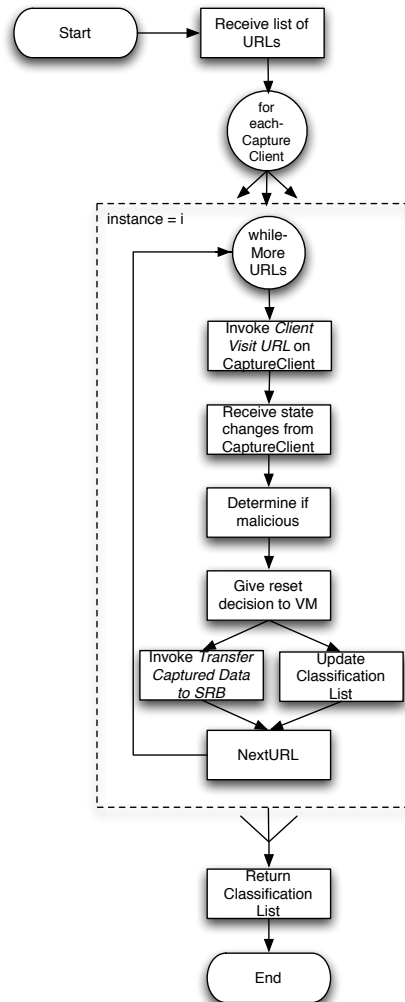 Start
Receive list of
URLs
for
each-
Capture
Client
instance = i
while-
More
URLs
Invoke Client
Visit URL on
CaptureClient
Receive state
changes from
CaptureClient
Determine if
malicious
Give reset
decision to VM
Invoke Transfer
Captured Data
to SRB
Update
Classification
List
NextURL
Return
Classification
List
End